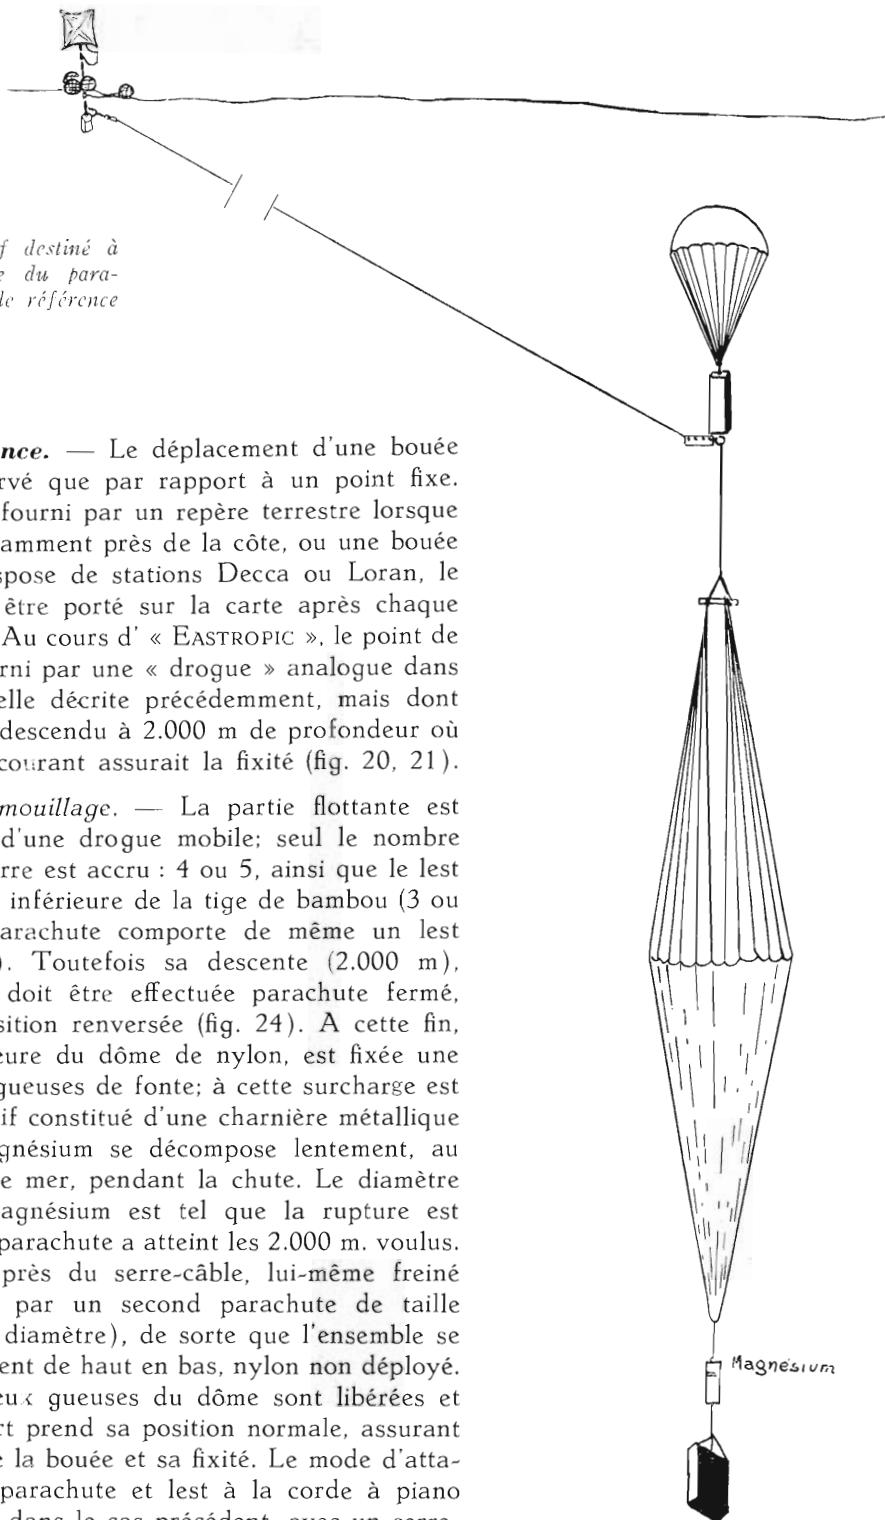 f destiné à
e du para-
le référence
nce. — Le déplacement d'une bouée
rvé que par rapport à un point fixe.
fourni par un repère terrestre lorsque
amment près de la côte, ou une bouée
spose de stations Decca ou Loran, le
être porté sur la carte après chaque
Au cours d' « EASTROPIC », le point de
rni par une « drogue » analogue dans
elle décrite précédemment, mais dont
descendu à 2.000 m de profondeur où
courant assurait la fixité (fig. 20, 21).
mouillage. — La partie flottante est
d'une drogue mobile; seul le nombre
rre est accru : 4 ou 5, ainsi que le lest
inférieure de la tige de bambou (3 ou
arachute comporte de même un lest
). Toutefois sa descente (2.000 m),
doit être effectuée parachute fermé,
sition renversée (fig. 24). A cette fin,
eure du dôme de nylon, est fixée une
gueuses de fonte; à cette surcharge est
if constitué d'une charnière métallique
gnésium se décompose lentement, au
e mer, pendant la chute. Le diamètre
agnésium est tel que la rupture est
parachute a atteint les 2.000 m. voulus.
près du serre-câble, lui-même freiné
par un second parachute de taille
diamètre), de sorte que l'ensemble se
ent de haut en bas, nylon non déployé.
eux gueuses du dôme sont libérées et
rt prend sa position normale, assurant
e la bouée et sa fixité. Le mode d'atta-
parachute et lest à la corde à piano
dans le cas précédent, avec un serre-
Magnésium